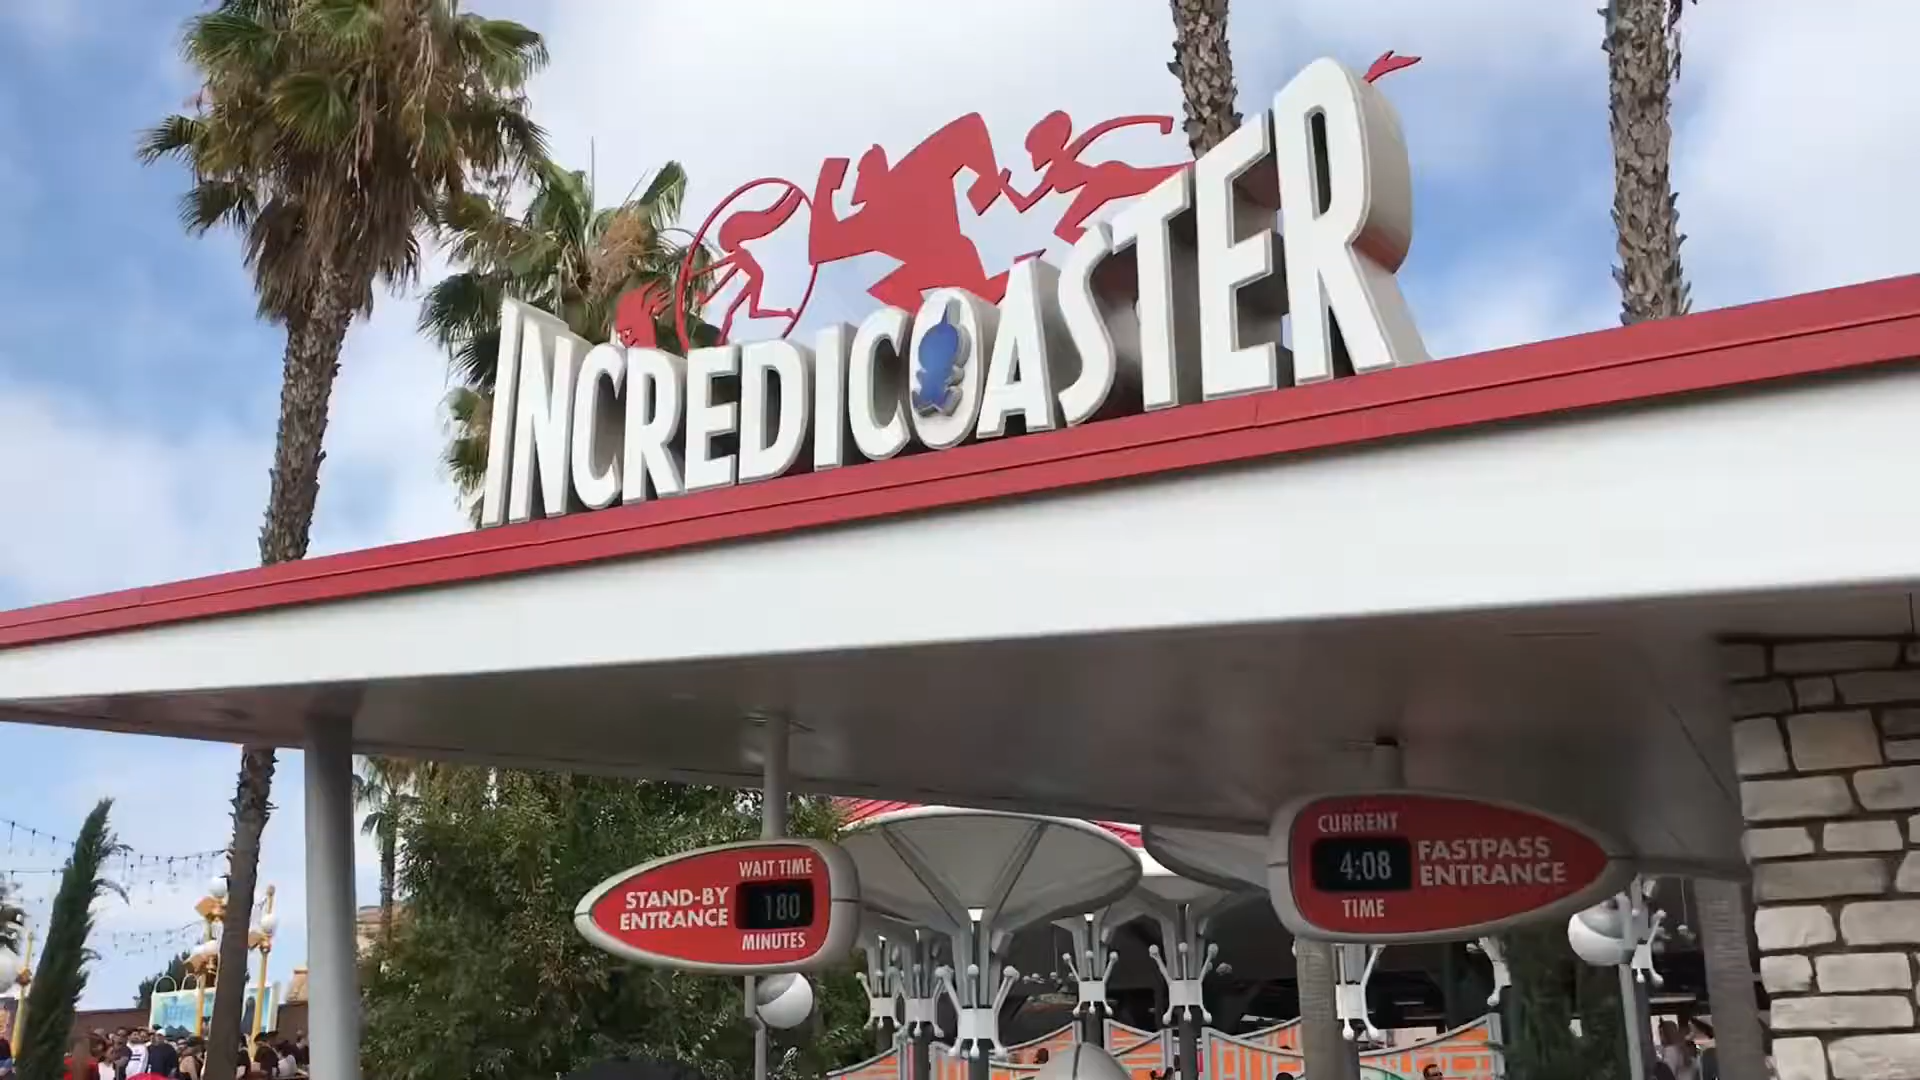 INCREDICOASTER
STAND-BY
ENTRANCE
WAIT TIME
180
MINUTES
CURRENT
4:08
TIME
FASTPASS
ENTRANCE